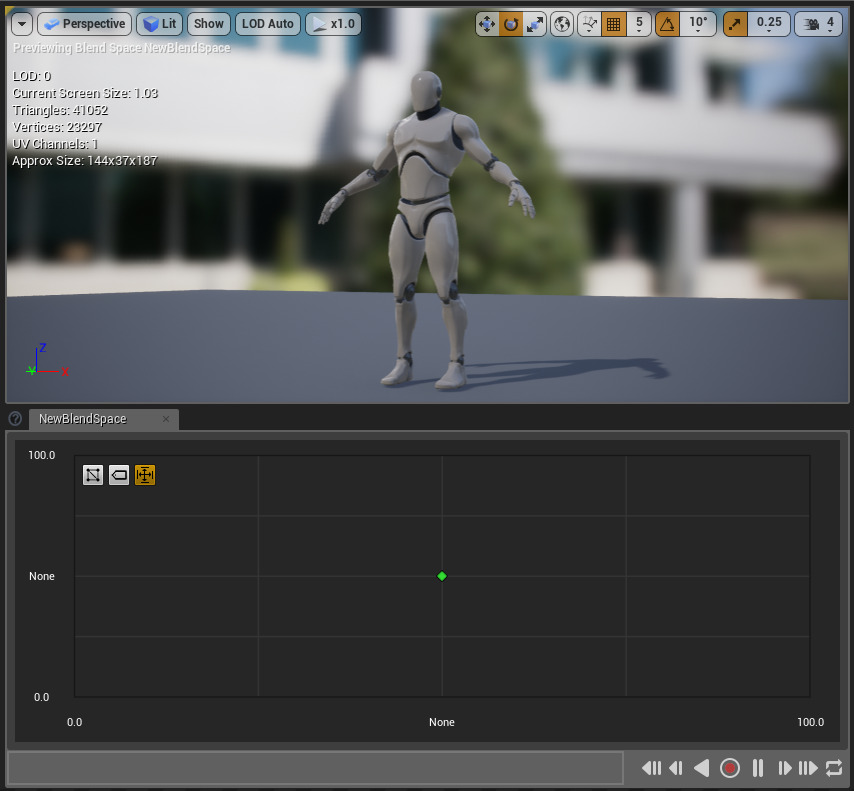 Perspective Lit Show LOD Auto x1.0 5 10° 0.25 4
Previewing Blend Space NewBlendSpace
LOD: 0
Current Screen Size: 1.03
Triangles: 41052
Vertices: 23297
UV Channels: 1
Approx Size: 144x37x187
Z
Y X
NewBlendSpace
100.0
None
0.0
0.0 None 100.0